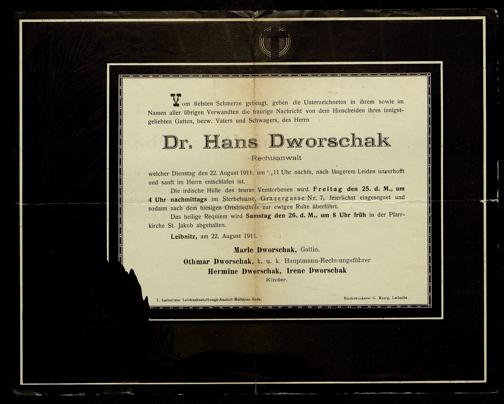 Vom tiefsten Schmerze gebeugt, geben die Unterzeichneten in ihrem sowie im
Namen aller übrigen Verwandten die traurige Nachricht von dem Hinscheiden ihres innigst-
geliebten Gatten, bezw. Vaters und Schwagers, des Herrn
Dr. Hans Dworschak
Rechtsanwalt
welcher Dienstag den 22. August 1911, um ½11 Uhr nachts, nach längerem Leiden unverhofft
und sanft im Herrn entschlafen ist.
Die irdische Hülle des teuren Verstorbenen wird Freitag den 25. d. M., um
4 Uhr nachmittags im Sterbehause, Grazergasse Nr. 7, feierlichst eingesegnet und
sodann nach dem hiesigen Ortsfriedhofe zur ewigen Ruhe überführt.
Das heilige Requiem wird Samstag den 26. d. M., um 8 Uhr früh in der Pfarr-
kirche St. Jakob abgehalten.
Leibnitz, am 22. August 1911.
Marie Dworschak, Gattin.
Othmar Dworschak, k. u. k. Hauptmann-Rechnungsführer
Hermine Dworschak, Irene Dworschak
Kinder.
I. Leibnitzer Leichenbestattungs-Anstalt
Buchdruckerei Leibnitz.